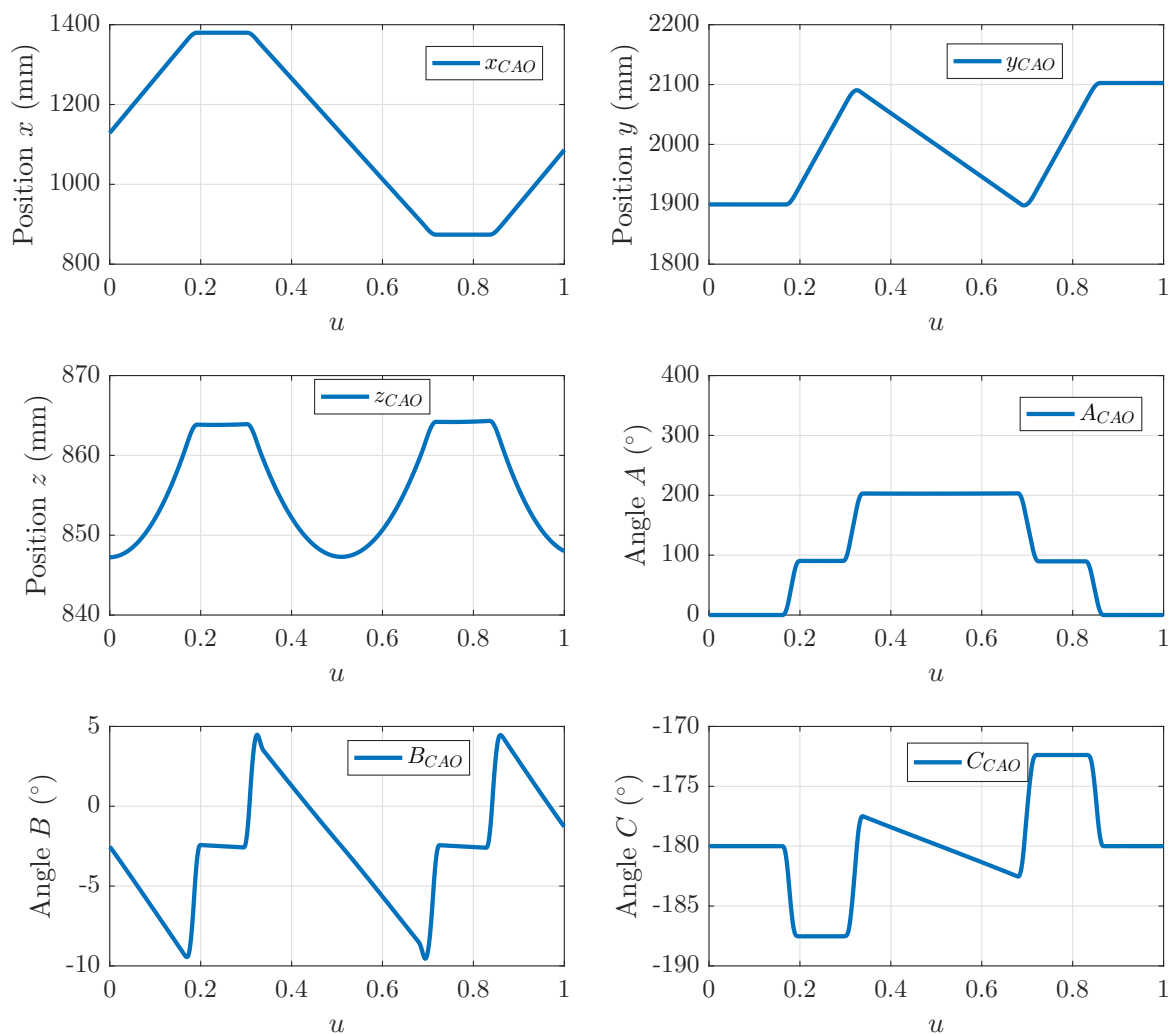 1400
1200
1000
800
0 0.2 0.4 0.6 0.8 1
Position x (mm)
u
x_CAO
2200
2100
2000
1900
1800
0 0.2 0.4 0.6 0.8 1
Position y (mm)
u
y_CAO
870
860
850
840
0 0.2 0.4 0.6 0.8 1
Position z (mm)
u
z_CAO
400
300
200
100
0
0 0.2 0.4 0.6 0.8 1
Angle A (°)
u
A_CAO
5
0
-5
-10
0 0.2 0.4 0.6 0.8 1
Angle B (°)
u
B_CAO
-170
-175
-180
-185
-190
0 0.2 0.4 0.6 0.8 1
Angle C (°)
u
C_CAO